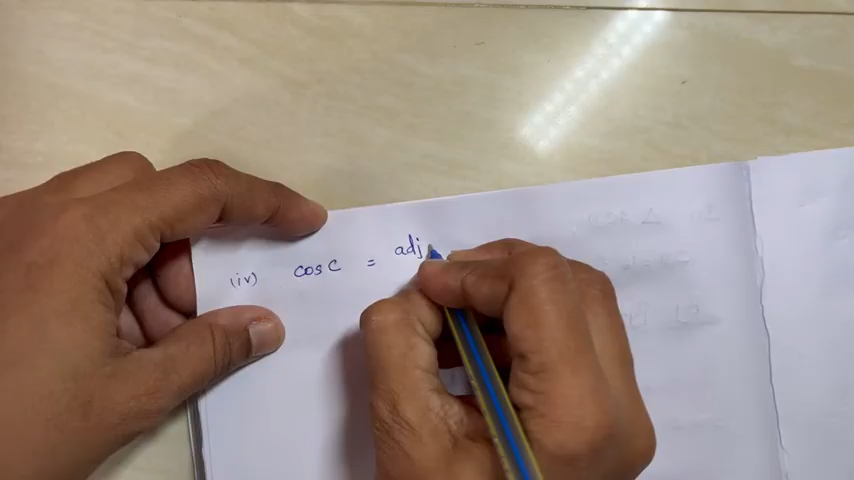 (iv) cos C = adj